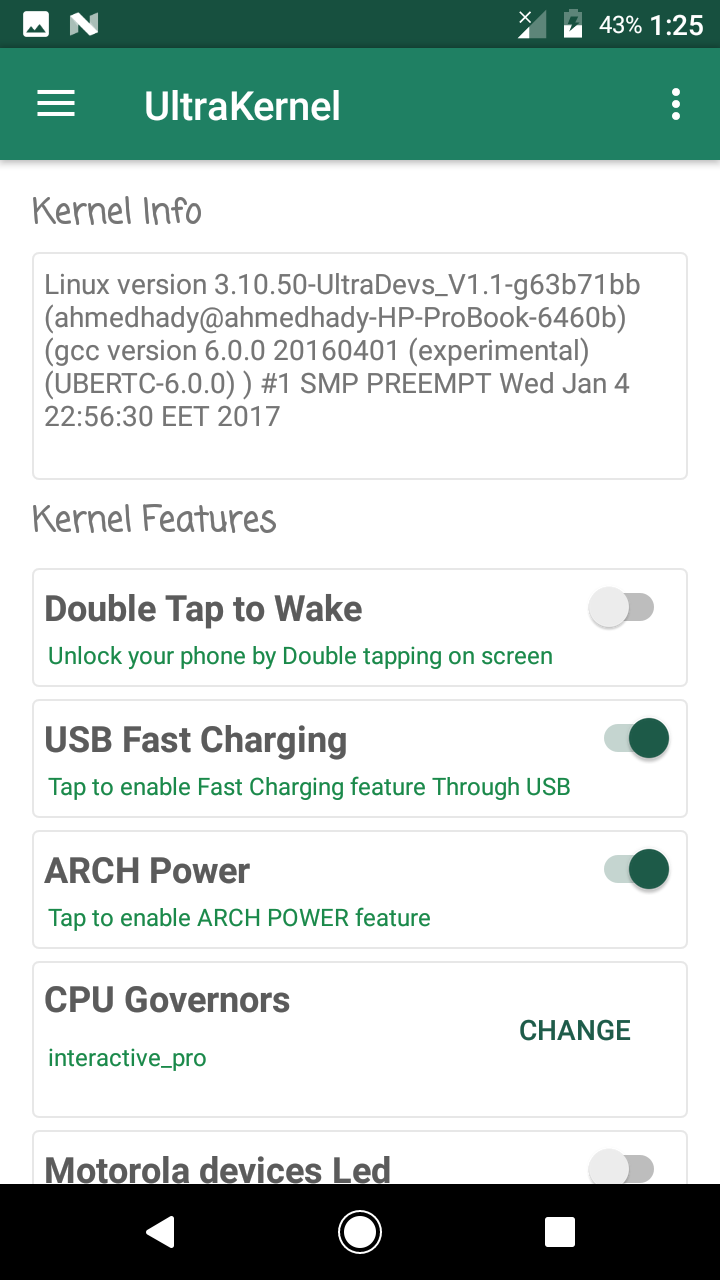 43% 1:25
UltraKernel
Kernel Info
Linux version 3.10.50-UltraDevs_V1.1-g63b71bb
(ahmedhady@ahmedhady-HP-ProBook-6460b)
(gcc version 6.0.0 20160401 (experimental)
(UBERTC-6.0.0) ) #1 SMP PREEMPT Wed Jan 4
22:56:30 EET 2017
Kernel Features
Double Tap to Wake
Unlock your phone by Double tapping on screen
USB Fast Charging
Tap to enable Fast Charging feature Through USB
ARCH Power
Tap to enable ARCH POWER feature
CPU Governors
CHANGE
interactive_pro
Motorola devices Led